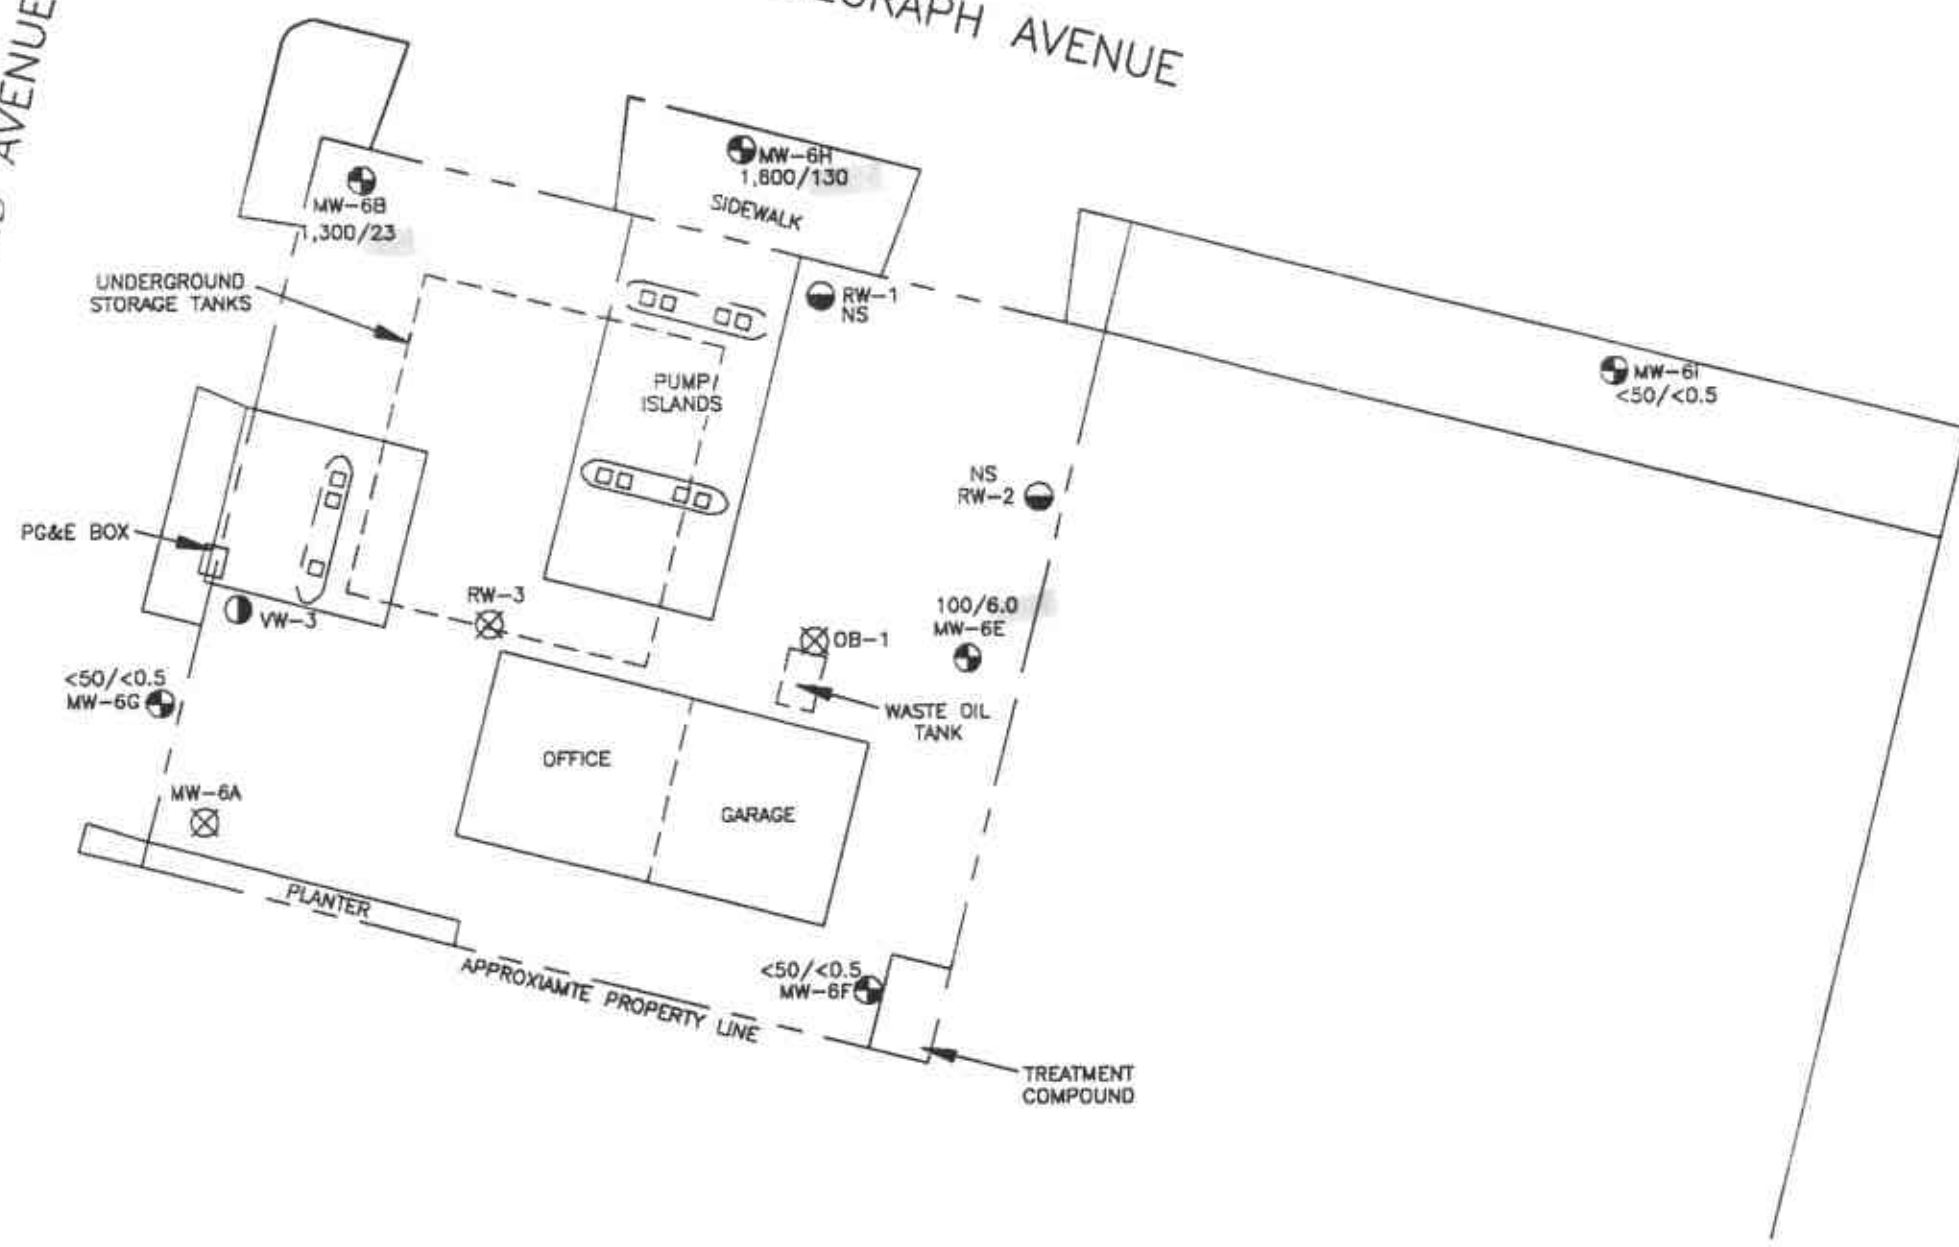 AVENUE
AVENUE
MW-6H
1,800/130
SIDEWALK
MW-6B
1,300/23
UNDERGROUND
STORAGE TANKS
RW-1
NS
PUMP
ISLANDS
MW-6I
<50/<0.5
NS
RW-2
PG&E BOX
VW-3
RW-3
OB-1
100/6.0
MW-6E
<50/<0.5
MW-6G
WASTE OIL
TANK
OFFICE
GARAGE
MW-6A
PLANTER
APPROXIAMTE PROPERTY LINE
<50/<0.5
MW-6F
TREATMENT
COMPOUND